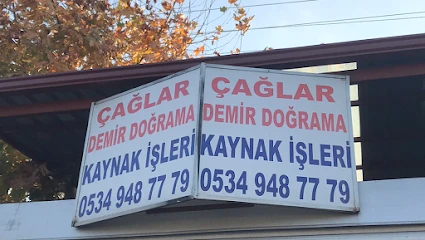 ÇAĞLAR
DEMİR DOĞRAMA
KAYNAK İŞLERİ
0534 948 77 79
ÇAĞLAR
DEMİR DOĞRAMA
KAYNAK İŞLERİ
0534 948 77 79